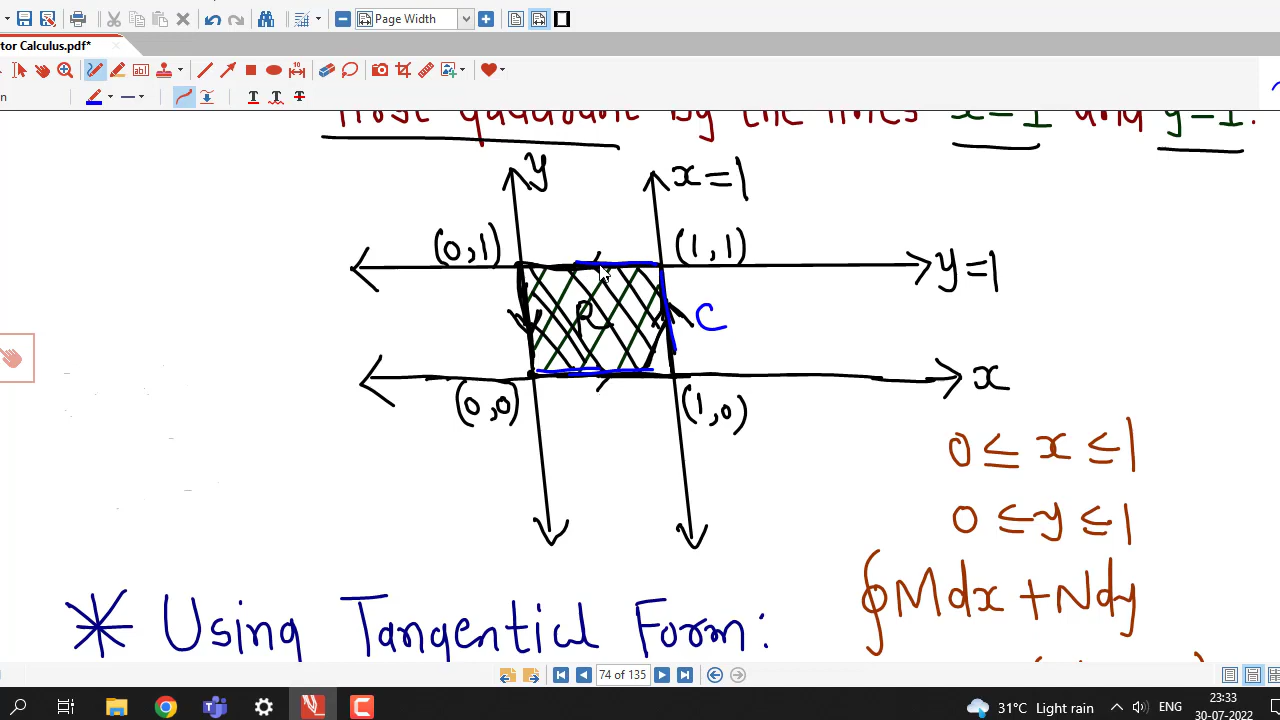 Page Width
tor Calculus.pdf*
quadrant by the lines x=1 and y=1.
y
x=1
(0,1)
(1,1)
y=1
R
C
x
(0,0)
(1,0)
0 ≤ x ≤ 1
0 ≤ y ≤ 1
∮Mdx + Ndy
* Using Tangential Form:
74 of 135
31°C Light rain
ENG
23:33
30-07-2022